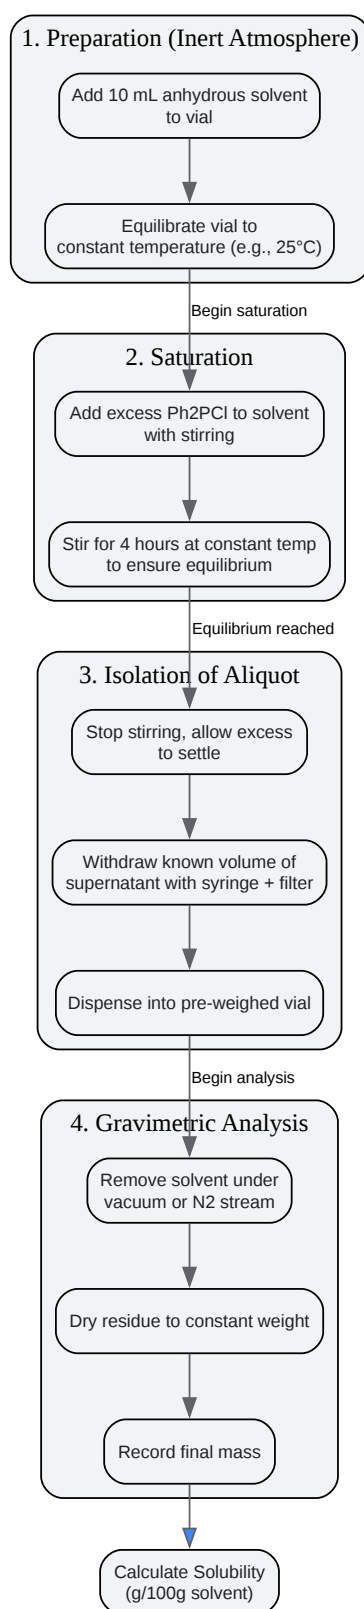 1. Preparation (Inert Atmosphere)
Add 10 mL anhydrous solvent
to vial
Equilibrate vial to
constant temperature (e.g., 25°C)
Begin saturation
2. Saturation
Add excess Ph2PCl to solvent
with stirring
Stir for 4 hours at constant temp
to ensure equilibrium
Equilibrium reached
3. Isolation of Aliquot
Stop stirring, allow excess
to settle
Withdraw known volume of
supernatant with syringe + filter
Dispense into pre-weighed vial
Begin analysis
4. Gravimetric Analysis
Remove solvent under
vacuum or N2 stream
Dry residue to constant weight
Record final mass
Calculate Solubility
(g/100g solvent)